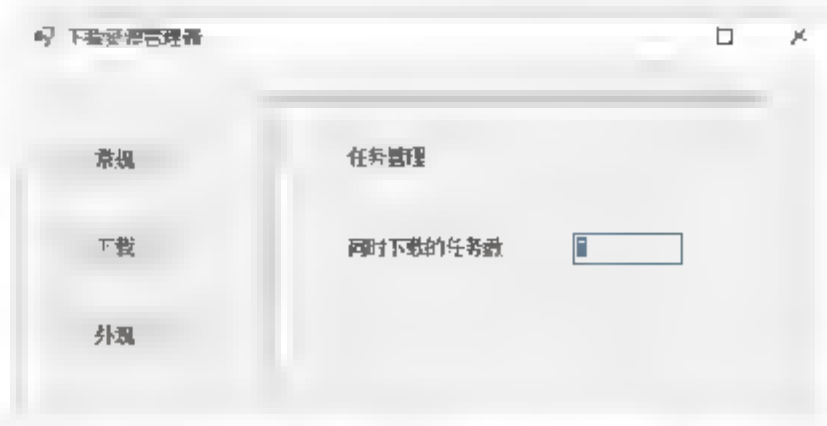 常规
任务管理
下载
同时下载的任务数
外观